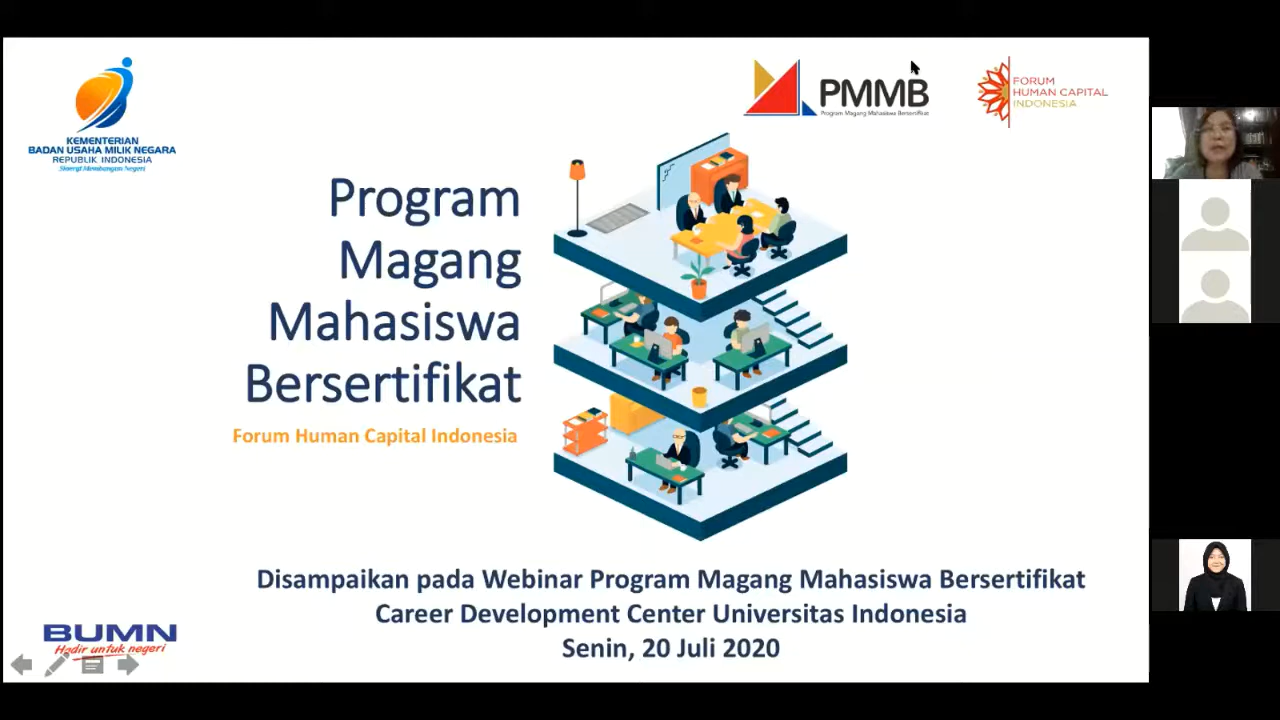 KEMENTERIAN
BADAN USAHA MILIK NEGARA
REPUBLIK INDONESIA
Sinergi Membangun Negeri
PMMB
Program Magang Mahasiswa Bersertifikat
FORUM
HUMAN CAPITAL
INDONESIA
Program
Magang
Mahasiswa
Bersertifikat
Forum Human Capital Indonesia
Disampaikan pada Webinar Program Magang Mahasiswa Bersertifikat
Career Development Center Universitas Indonesia
Senin, 20 Juli 2020
BUMN
Hadir untuk negeri